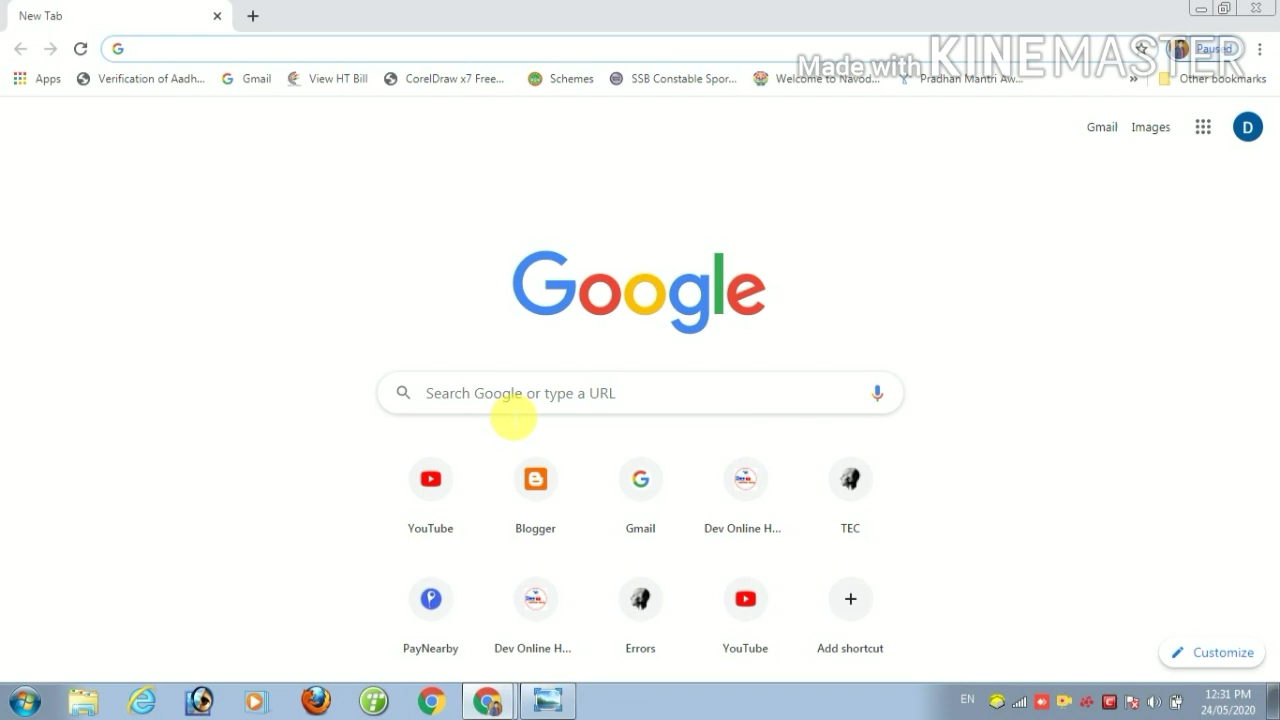 New Tab
Made with KINEMASTER
Paused
Apps
Verification of Aadh...
Gmail
View HT Bill
CorelDraw x7 Free...
Schemes
SSB Constable Spor...
Welcome to Navod...
Pradhan Mantri Aw...
»
Other bookmarks
Gmail
Images
D
Google
Search Google or type a URL
YouTube
Blogger
Gmail
Dev Online H...
TEC
PayNearby
Dev Online H...
Errors
YouTube
Add shortcut
Customize
EN
12:31 PM
24/05/2020